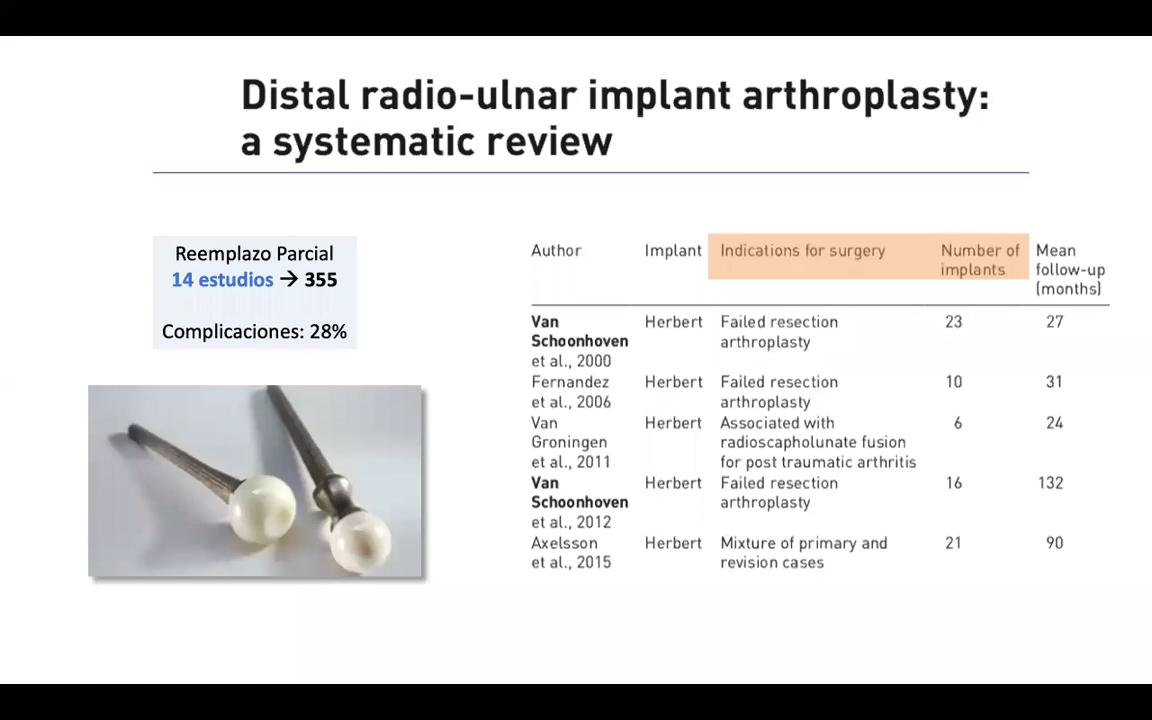 Distal radio-ulnar implant arthroplasty:
a systematic review
Reemplazo Parcial
14 estudios → 355
Complicaciones: 28%
Author Implant Indications for surgery Number of implants Mean follow-up (months)
Van Schoonhoven et al., 2000 Herbert Failed resection arthroplasty 23 27
Fernandez et al., 2006 Herbert Failed resection arthroplasty 10 31
Van Groningen et al., 2011 Herbert Associated with radioscapholunate fusion for post traumatic arthritis 6 24
Van Schoonhoven et al., 2012 Herbert Failed resection arthroplasty 16 132
Axelsson et al., 2015 Herbert Mixture of primary and revision cases 21 90